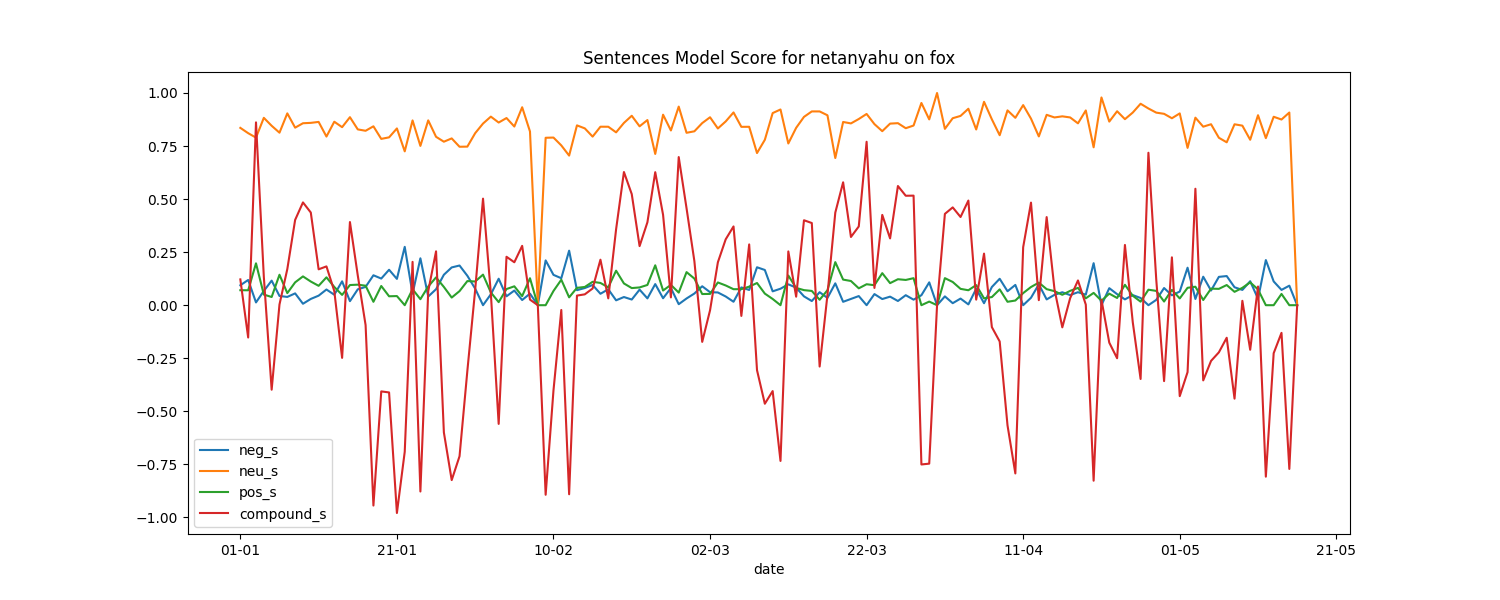 Sentences Model Score for netanyahu on fox
1.00
0.75
0.50
0.25
0.00
−0.25
−0.50
−0.75
−1.00
neg_s
neu_s
pos_s
compound_s
01-01 21-01 10-02 02-03 22-03 11-04 01-05 21-05
date